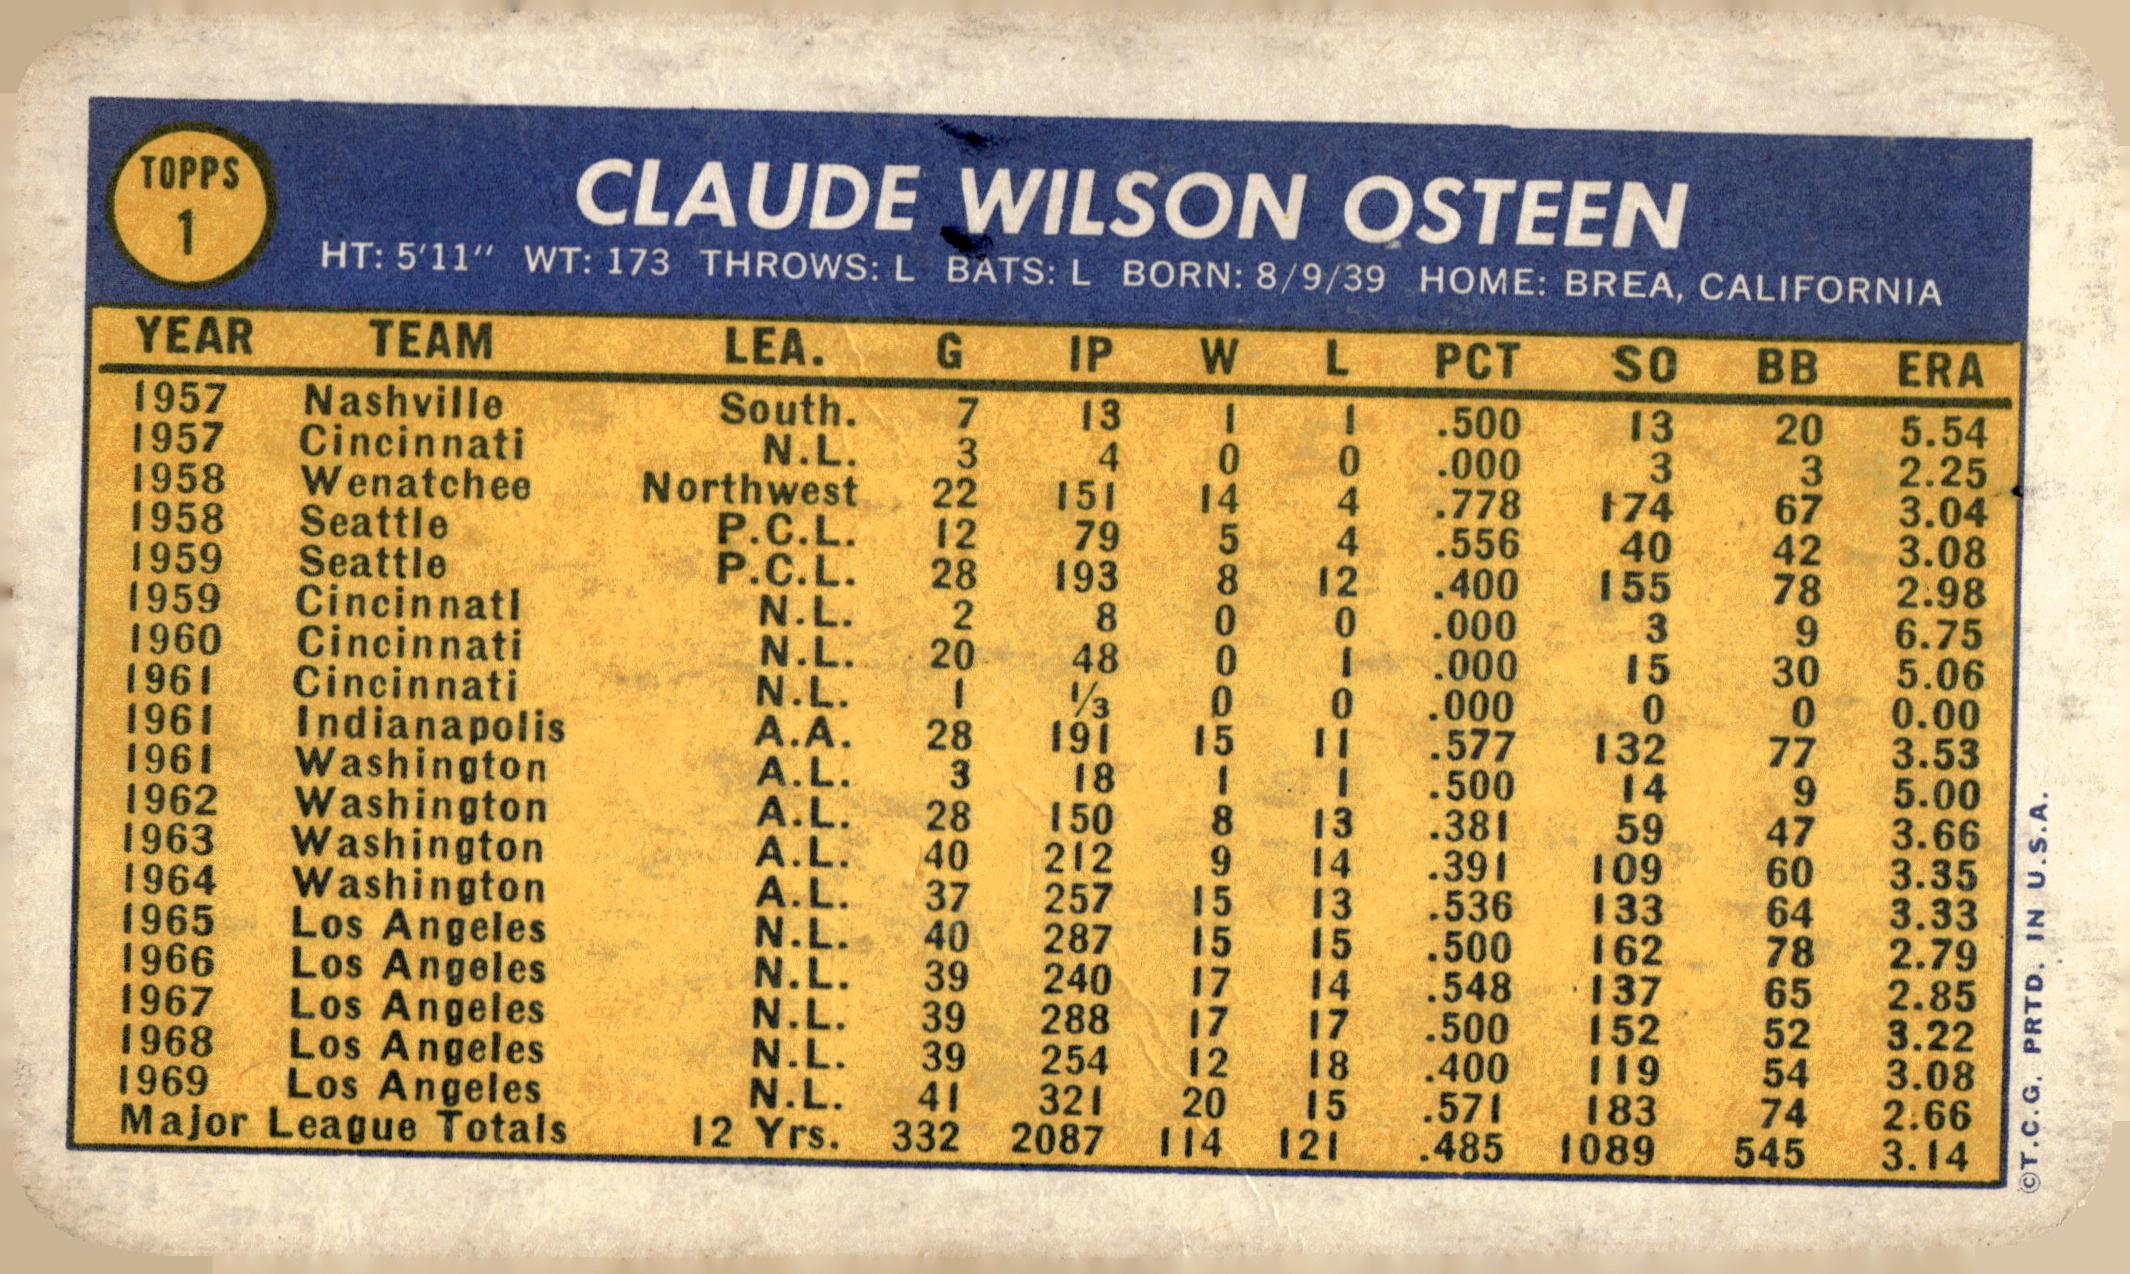 TOPPS
1
CLAUDE WILSON OSTEEN
HT: 5'11" WT: 173 THROWS: L BATS: L BORN: 8/9/39 HOME: BREA, CALIFORNIA
YEAR TEAM LEA. G IP W L PCT SO BB ERA
1957 Nashville South. 7 13 1 1 .500 13 20 5.54
1957 Cincinnati N.L. 3 4 0 0 .000 3 3 2.25
1958 Wenatchee Northwest 22 151 14 4 .778 174 67 3.04
1958 Seattle P.C.L. 12 79 5 4 .556 40 42 3.08
1959 Seattle P.C.L. 28 193 8 12 .400 155 78 2.98
1959 Cincinnati N.L. 2 8 0 0 .000 3 9 6.75
1960 Cincinnati N.L. 20 48 0 1 .000 15 30 5.06
1961 Cincinnati N.L. 1 1/3 0 0 .000 0 0 0.00
1961 Indianapolis A.A. 28 191 15 11 .577 132 77 3.53
1961 Washington A.L. 3 18 1 1 .500 14 9 5.00
1962 Washington A.L. 28 150 8 13 .381 59 47 3.66
1963 Washington A.L. 40 212 9 14 .391 109 60 3.35
1964 Washington A.L. 37 257 15 13 .536 133 64 3.33
1965 Los Angeles N.L. 40 287 15 15 .500 162 78 2.79
1966 Los Angeles N.L. 39 240 17 14 .548 137 65 2.85
1967 Los Angeles N.L. 39 288 17 17 .500 152 52 3.22
1968 Los Angeles N.L. 39 254 12 18 .400 119 54 3.08
1969 Los Angeles N.L. 41 321 20 15 .571 183 74 2.66
Major League Totals 12 Yrs. 332 2087 114 121 .485 1089 545 3.14
©T.C.G. PRTD. IN U.S.A.